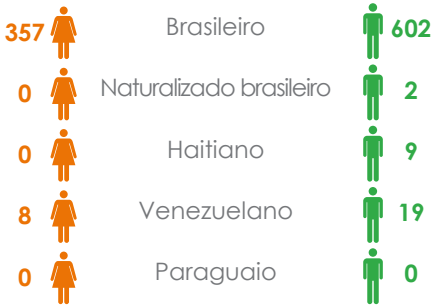 357 Brasileiro 602
0 Naturalizado brasileiro 2
0 Haitiano 9
8 Venezuelano 19
0 Paraguaio 0